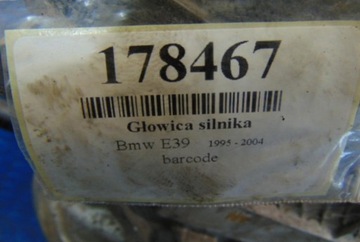 178467
Głowica silnika
Bmw E39 1995 - 2004
barcode